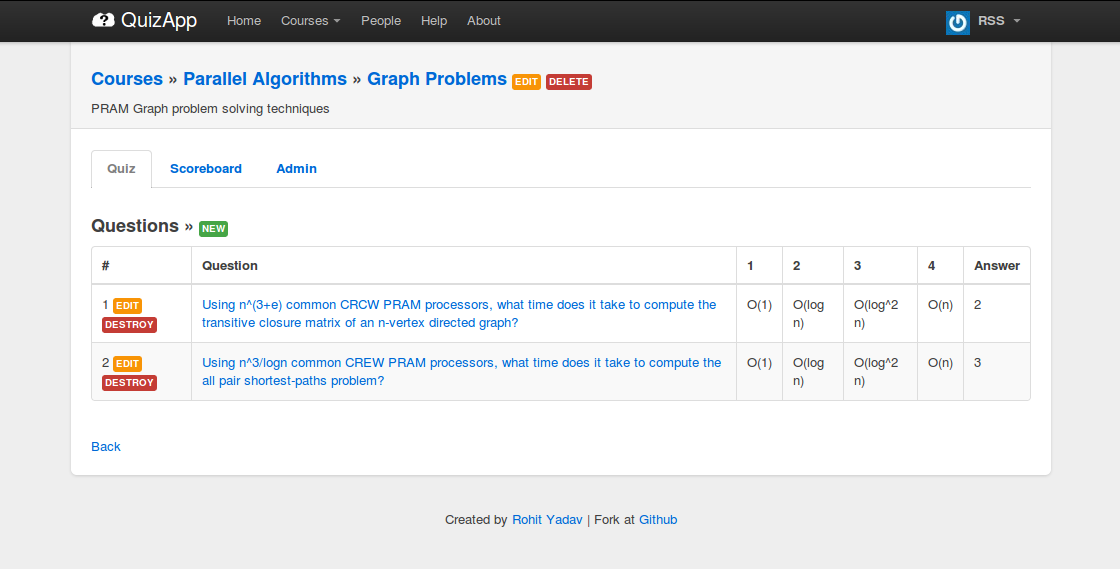 QuizApp Home Courses People Help About RSS
Courses » Parallel Algorithms » Graph Problems EDIT DELETE
PRAM Graph problem solving techniques
Quiz Scoreboard Admin
Questions » NEW
# Question 1 2 3 4 Answer
1 EDIT Using n^(3+e) common CRCW PRAM processors, what time does it take to compute the O(1) O(log O(log^2 O(n) 2
DESTROY transitive closure matrix of an n-vertex directed graph? n) n)
2 EDIT Using n^3/logn common CREW PRAM processors, what time does it take to compute the O(1) O(log O(log^2 O(n) 3
DESTROY all pair shortest-paths problem? n) n)
Back
Created by Rohit Yadav | Fork at Github